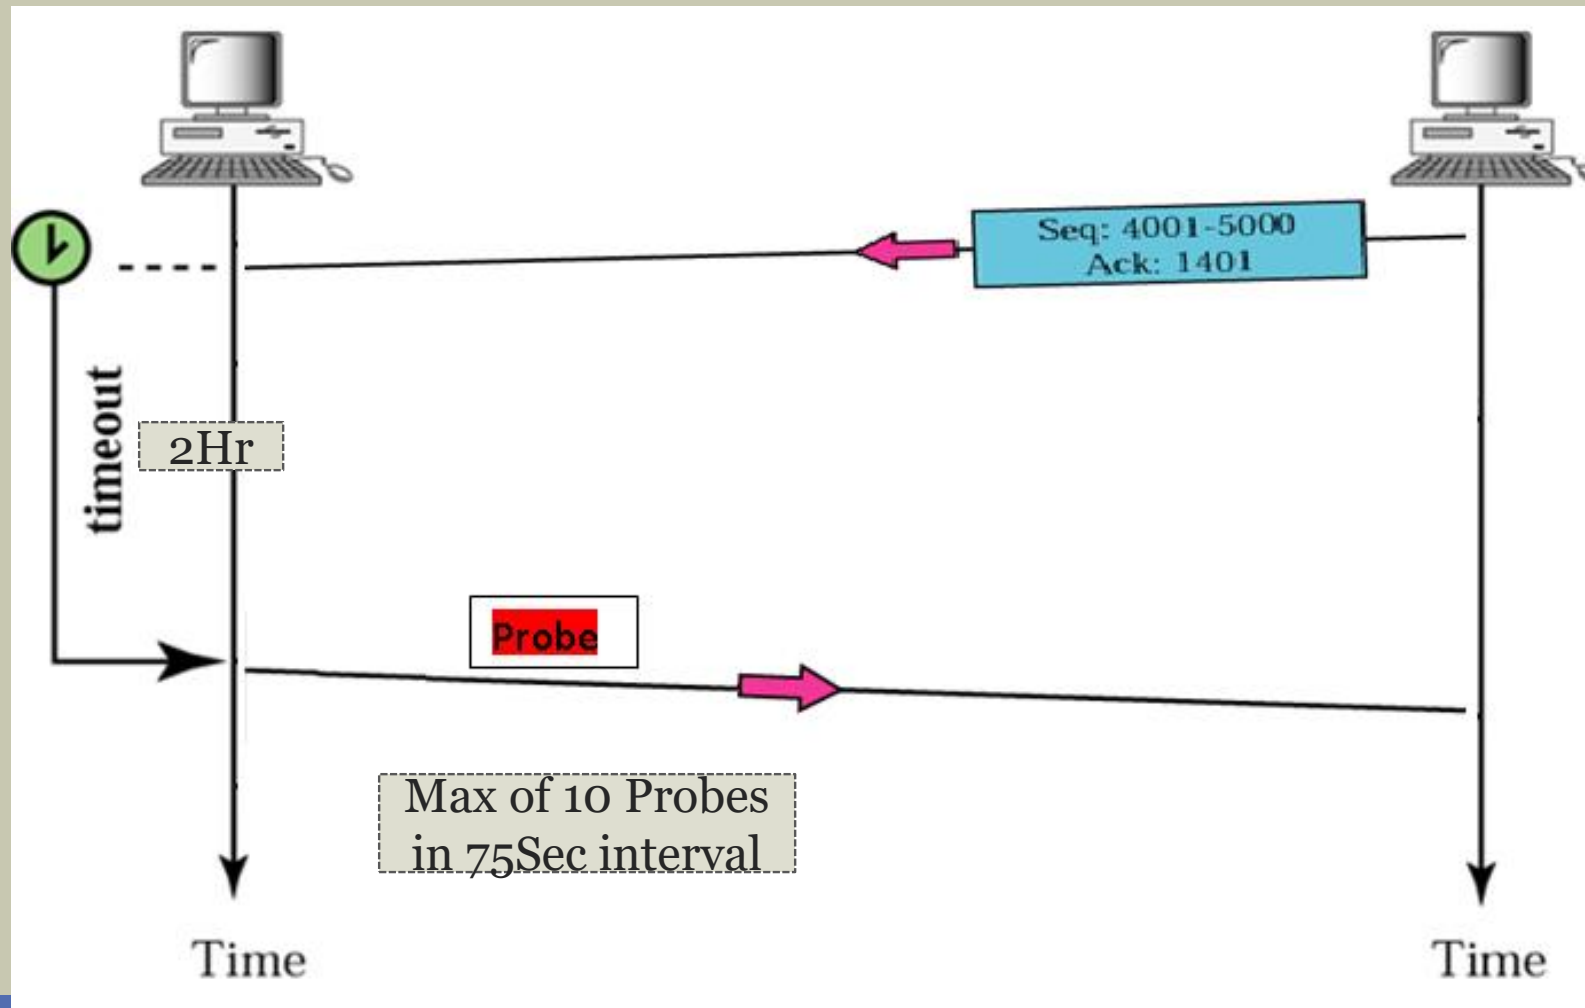 Seq: 4001-5000
Ack: 1401
timeout
2Hr
Probe
Max of 10 Probes
in 75Sec interval
Time
Time